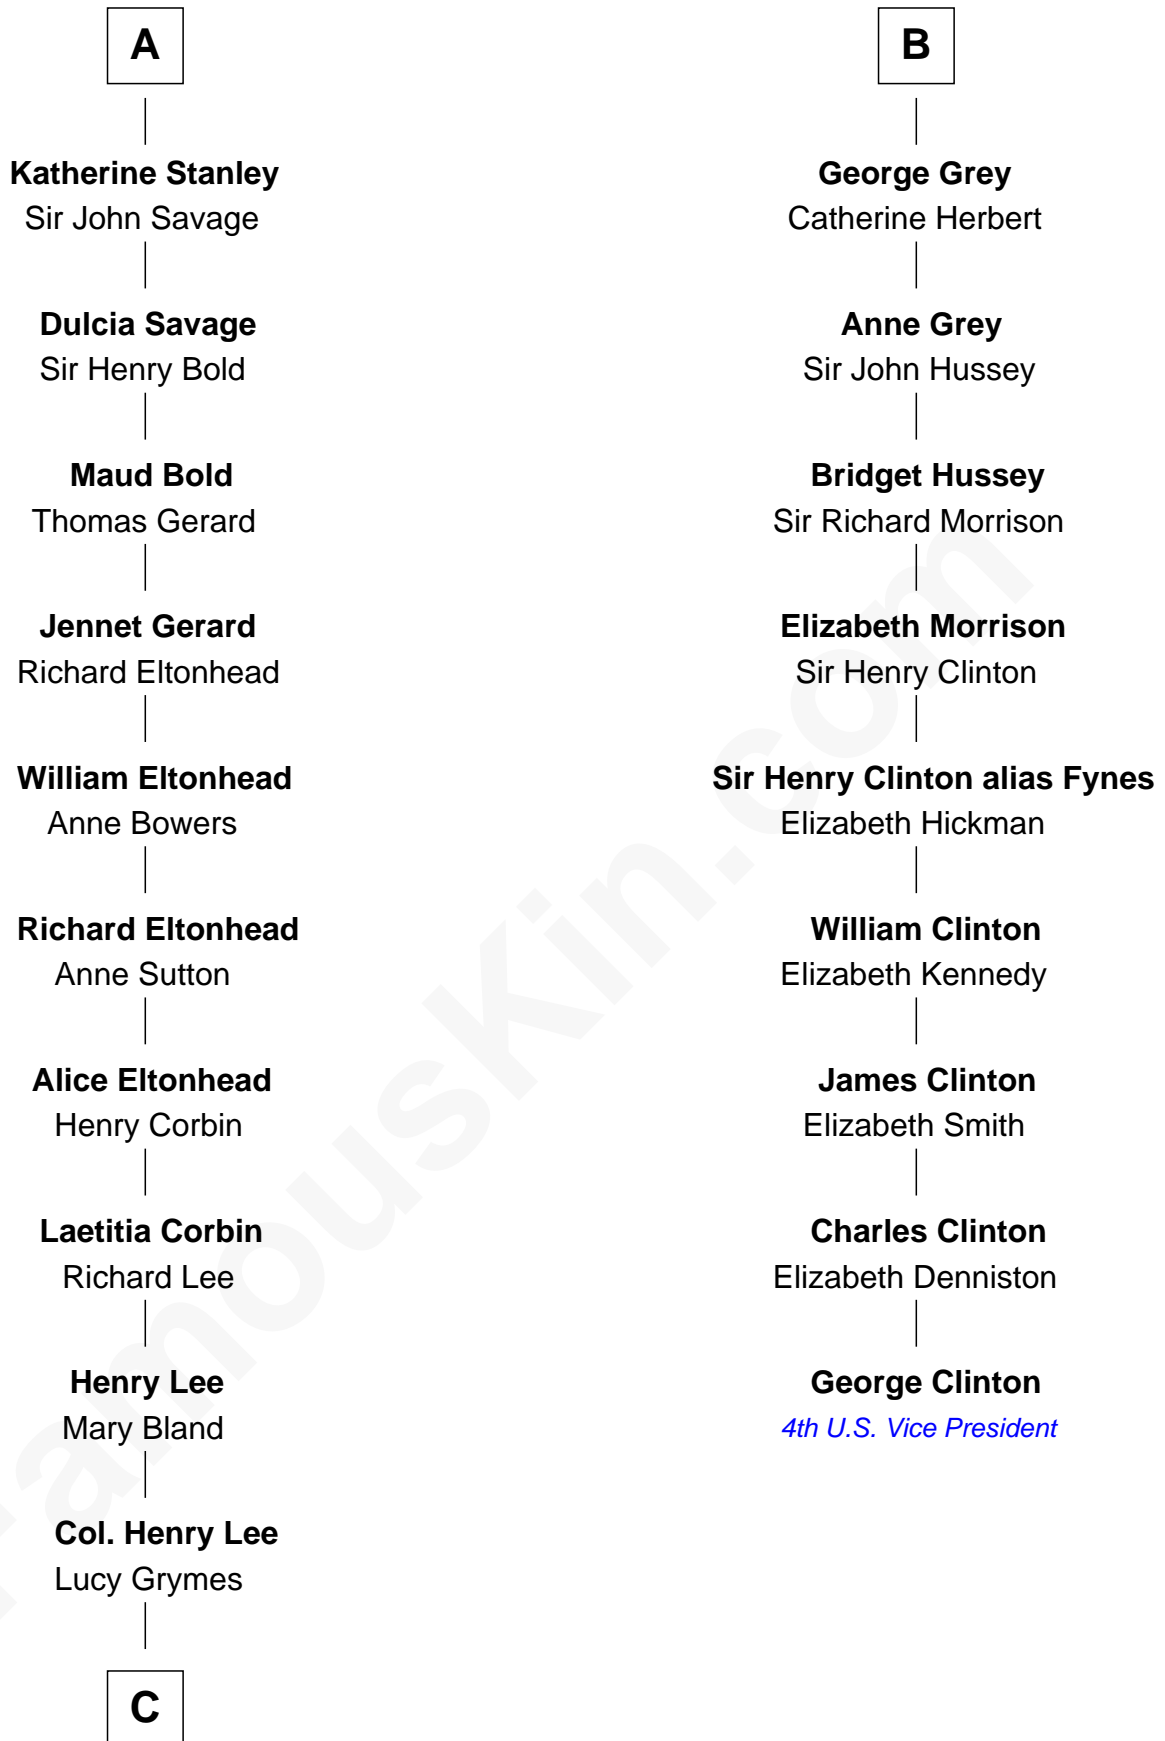 A
Katherine Stanley
Sir John Savage
Dulcia Savage
Sir Henry Bold
Maud Bold
Thomas Gerard
Jennet Gerard
Richard Eltonhead
William Eltonhead
Anne Bowers
Richard Eltonhead
Anne Sutton
Alice Eltonhead
Henry Corbin
Laetitia Corbin
Richard Lee
Henry Lee
Mary Bland
Col. Henry Lee
Lucy Grymes
C
B
George Grey
Catherine Herbert
Anne Grey
Sir John Hussey
Bridget Hussey
Sir Richard Morrison
Elizabeth Morrison
Sir Henry Clinton
Sir Henry Clinton alias Fynes
Elizabeth Hickman
William Clinton
Elizabeth Kennedy
James Clinton
Elizabeth Smith
Charles Clinton
Elizabeth Denniston
George Clinton
4th U.S. Vice President
FamousKin.com